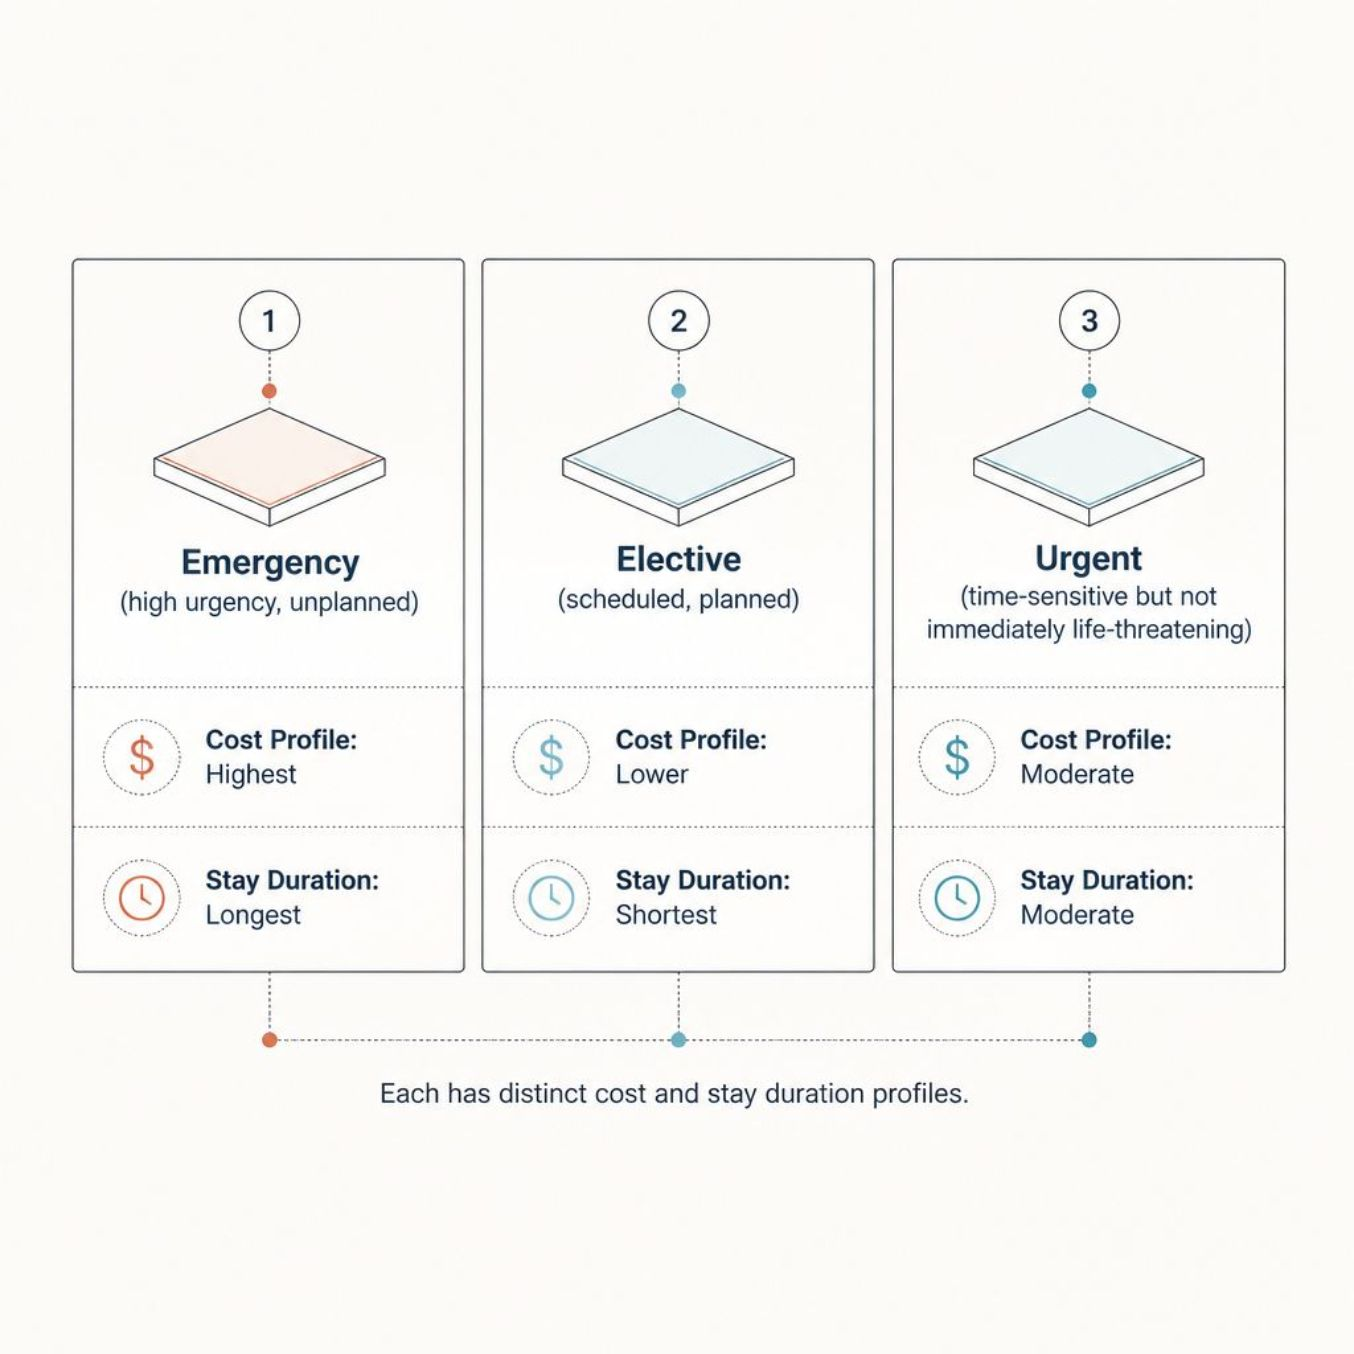 1
Emergency
(high urgency, unplanned)
$
Cost Profile:
Highest
Stay Duration:
Longest
2
Elective
(scheduled, planned)
$
Cost Profile:
Lower
Stay Duration:
Shortest
3
Urgent
(time-sensitive but not
immediately life-threatening)
$
Cost Profile:
Moderate
Stay Duration:
Moderate
Each has distinct cost and stay duration profiles.